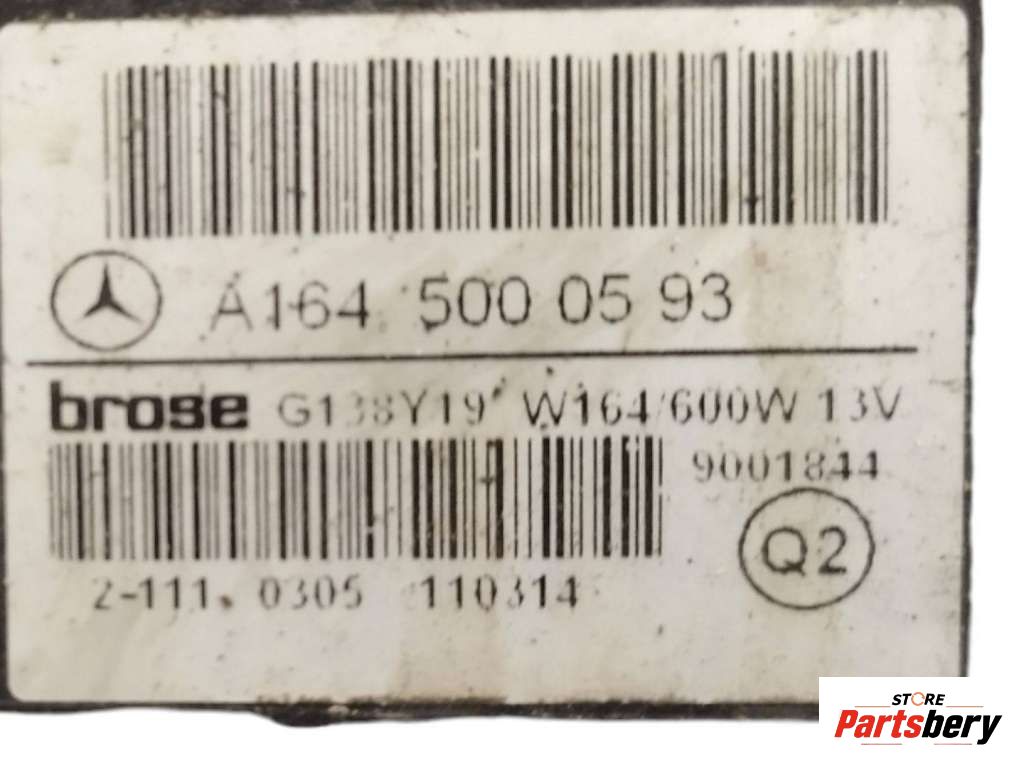 A164 500 05 93
brose G138Y19 W164/600W 13V
9001844
Q2
2-111. 0305 110314
STORE
Partsbery